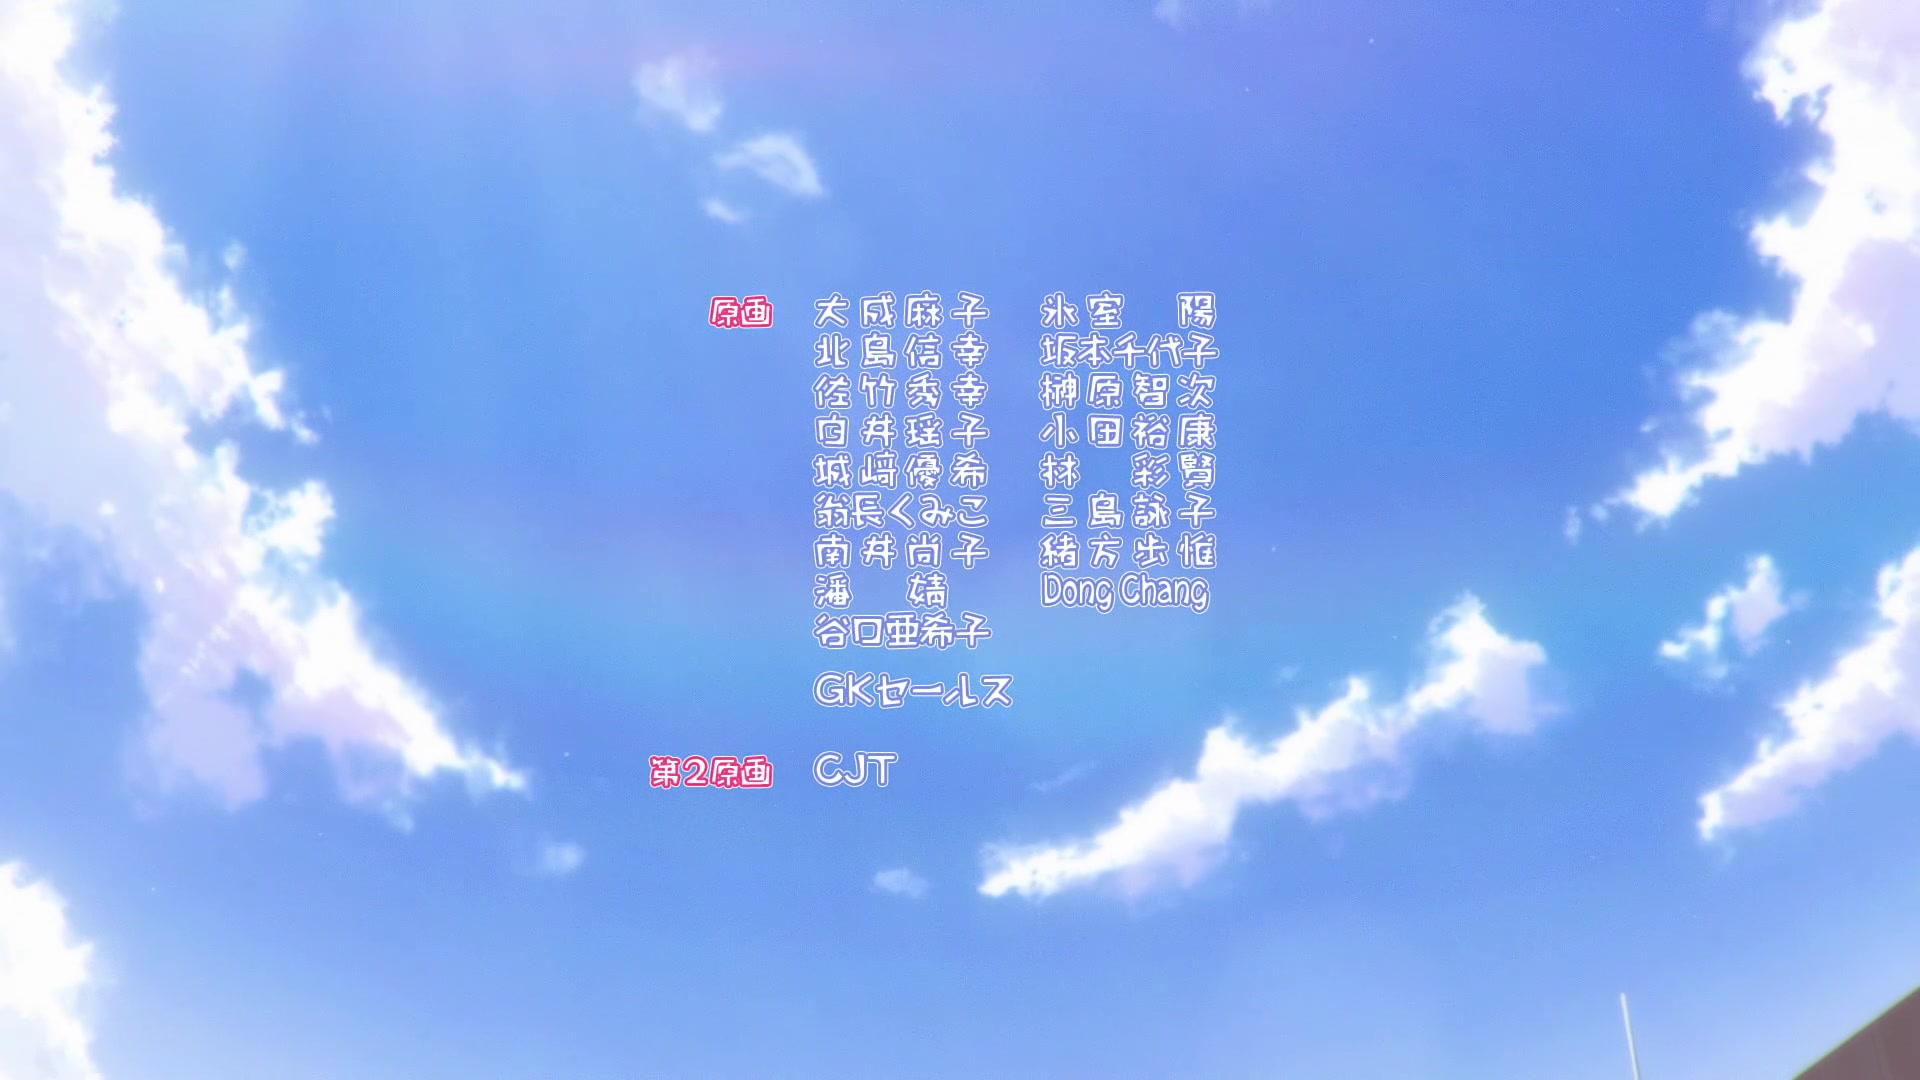 原画 大成麻子 氷室 陽
北島信幸 坂本千代子
佐竹秀幸 榊原智次
白井瑶子 小田裕康
城﨑優希 林 彩賢
翁長くみこ 三島詠子
南井尚子 緒方歩惟
潘 婧 Dong Chang
谷口亜希子
GKセールス
第2原画 CJT